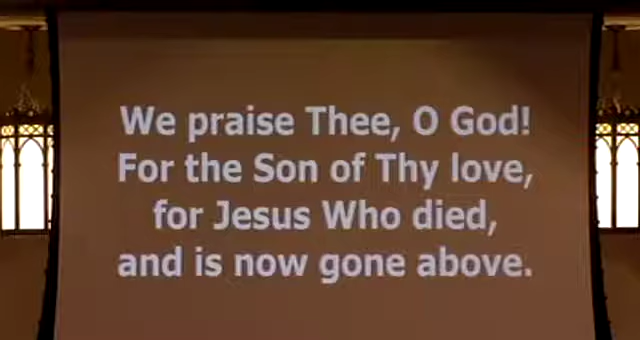 We praise Thee, O God!
For the Son of Thy love,
for Jesus Who died,
and is now gone above.